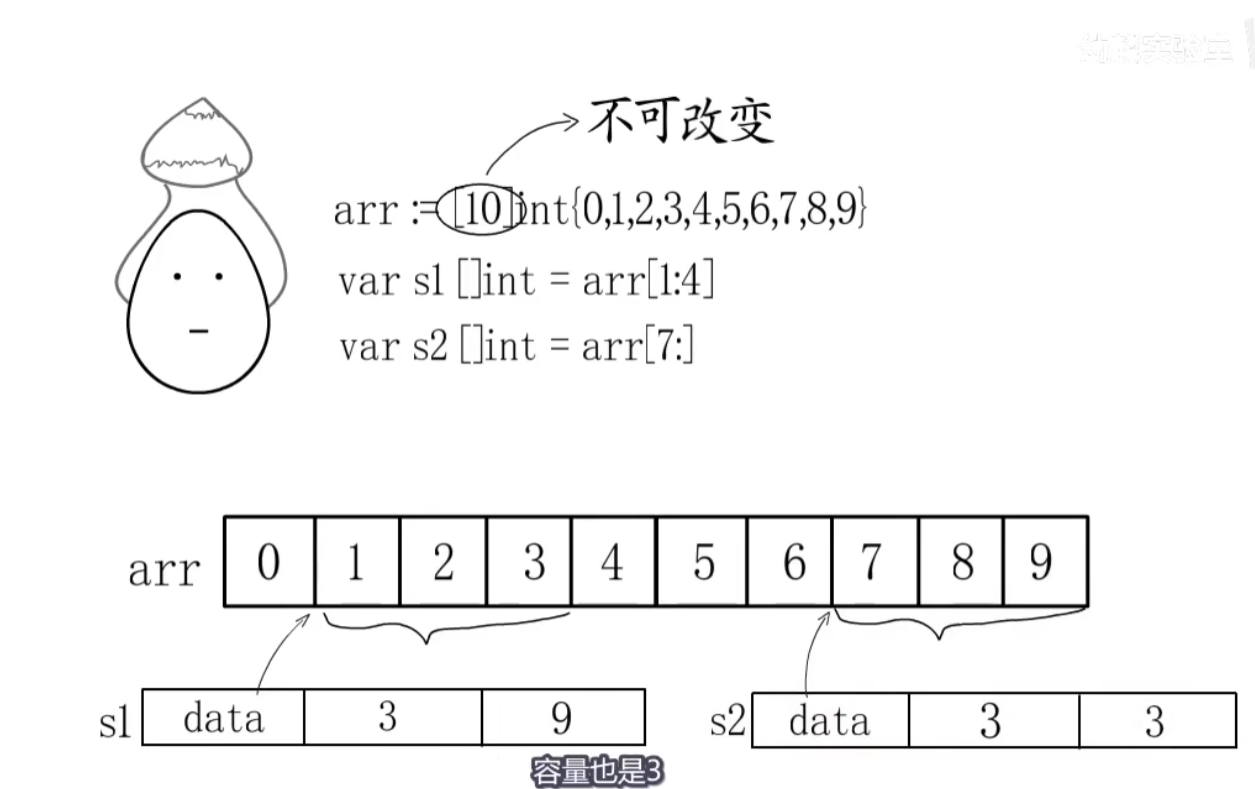 不可改变
arr := [10]int{0,1,2,3,4,5,6,7,8,9}
var s1 []int = arr[1:4]
var s2 []int = arr[7:]
arr 0 1 2 3 4 5 6 7 8 9
s1 data 3 9
s2 data 3 3
容量也是3